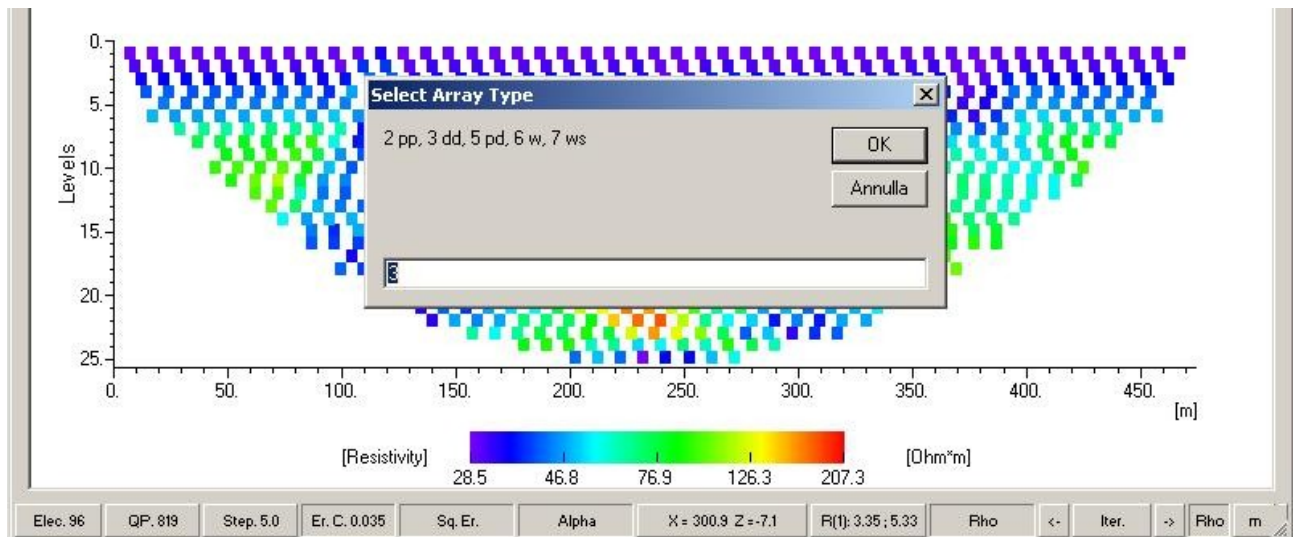 Select Array Type
2 pp, 3 dd, 5 pd, 6 w, 7 ws
OK
Annulla
3
Levels
0.
5.
10.
15.
20.
25.
0. 50. 100. 150. 200. 250. 300. 350. 400. 450.
[m]
[Resistivity] [Ohm*m]
28.5 46.8 76.9 126.3 207.3
Elec. 96 QP. 819 Step. 5.0 Er. C. 0.035 Sq. Er. Alpha X = 300.9 Z = -7.1 R(1): 3.35 ; 5.33 Rho <- Iter. -> Rho m